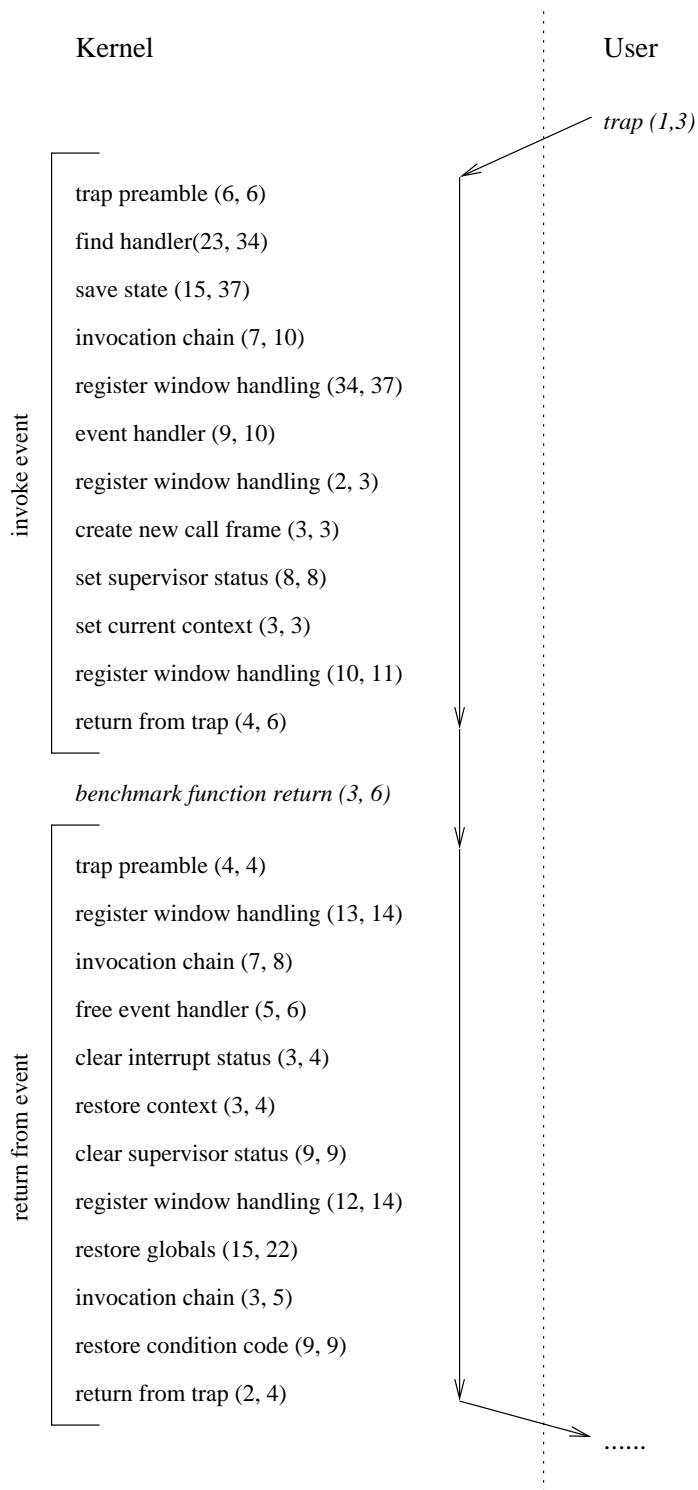 Kernel
User
trap (1,3)
invoke event
trap preamble (6, 6)
find handler(23, 34)
save state (15, 37)
invocation chain (7, 10)
register window handling (34, 37)
event handler (9, 10)
register window handling (2, 3)
create new call frame (3, 3)
set supervisor status (8, 8)
set current context (3, 3)
register window handling (10, 11)
return from trap (4, 6)
benchmark function return (3, 6)
return from event
trap preamble (4, 4)
register window handling (13, 14)
invocation chain (7, 8)
free event handler (5, 6)
clear interrupt status (3, 4)
restore context (3, 4)
clear supervisor status (9, 9)
register window handling (12, 14)
restore globals (15, 22)
invocation chain (3, 5)
restore condition code (9, 9)
return from trap (2, 4)
......